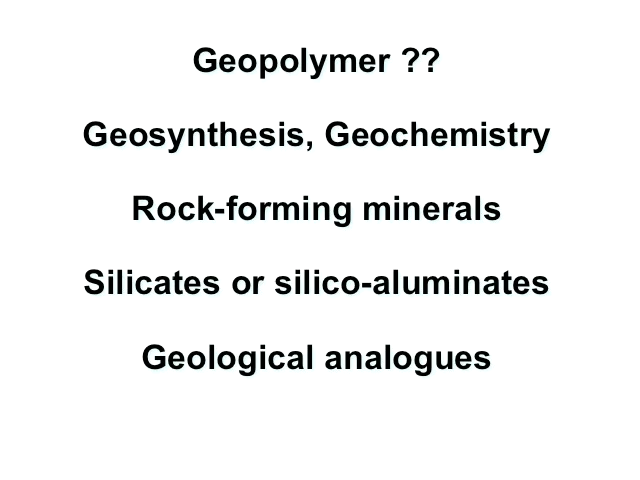 Geopolymer ??
Geosynthesis, Geochemistry
Rock-forming minerals
Silicates or silico-aluminates
Geological analogues